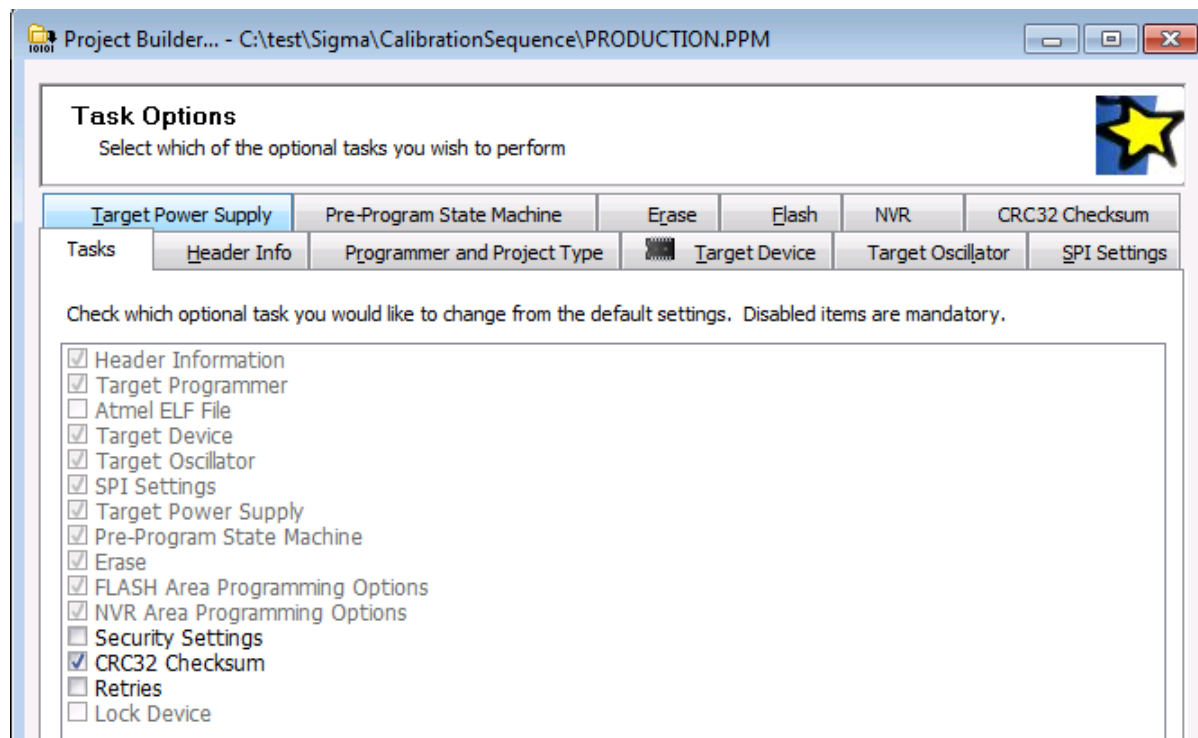 Project Builder... - C:\test\Sigma\CalibrationSequence\PRODUCTION.PPM
Task Options
Select which of the optional tasks you wish to perform
Target Power Supply Pre-Program State Machine Erase Flash NVR CRC32 Checksum
Tasks Header Info Programmer and Project Type Target Device Target Oscillator SPI Settings
Check which optional task you would like to change from the default settings. Disabled items are mandatory.
Header Information
Target Programmer
Atmel ELF File
Target Device
Target Oscillator
SPI Settings
Target Power Supply
Pre-Program State Machine
Erase
FLASH Area Programming Options
NVR Area Programming Options
Security Settings
CRC32 Checksum
Retries
Lock Device